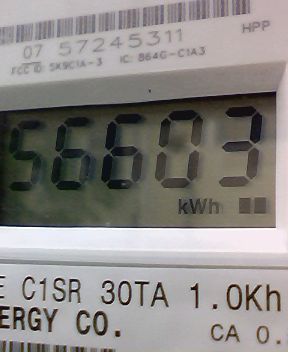 07 57245311 HPP
FCC ID: SK9C1A-3 IC: 864G-C1A3
56603
kWh
E C1SR 30TA 1.0Kh
ERGY CO. CA 0.